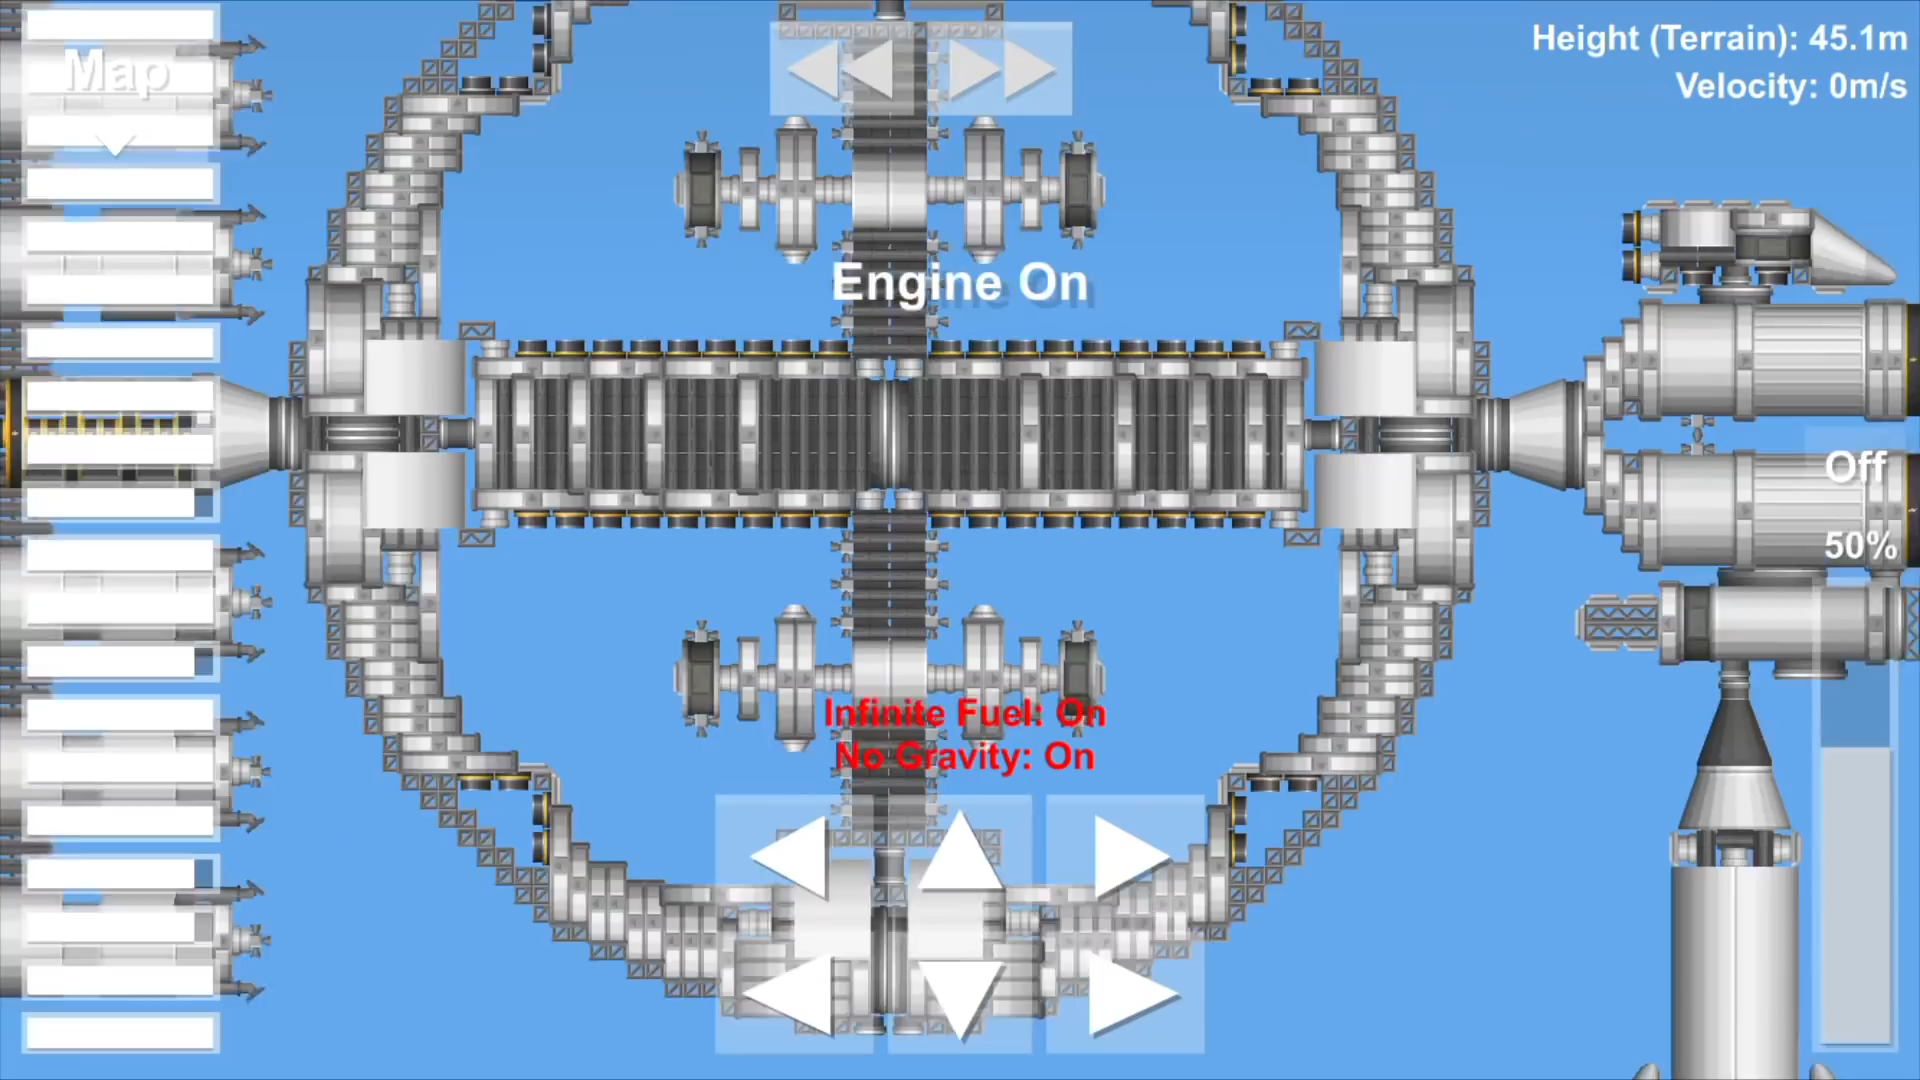 Map
Height (Terrain): 45.1m
Velocity: 0m/s
Engine On
Off
50%
Infinite Fuel: On
No Gravity: On